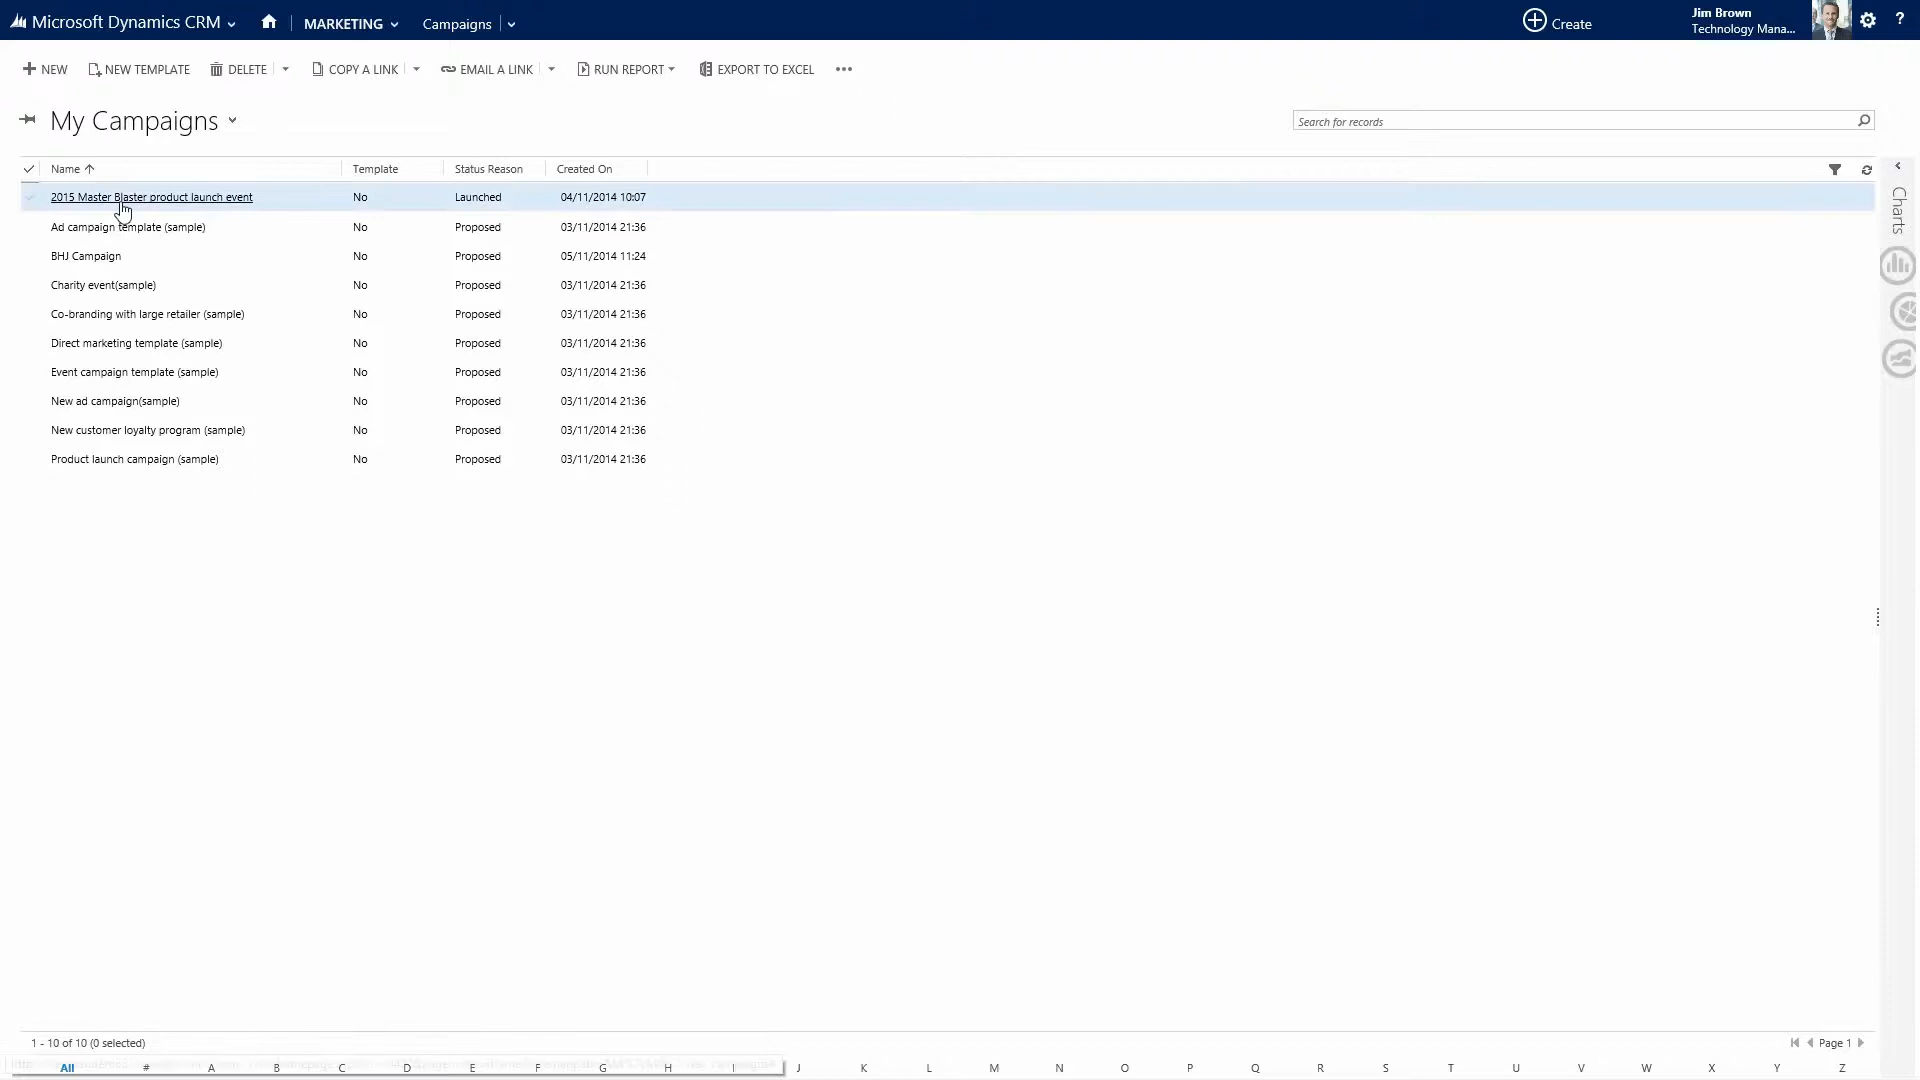 Microsoft Dynamics CRM MARKETING Campaigns Create Jim Brown
Technology Mana... ?
NEW NEW TEMPLATE DELETE COPY A LINK EMAIL A LINK RUN REPORT EXPORT TO EXCEL
My Campaigns Search for records
Name Template Status Reason Created On
2015 Master Blaster product launch event No Launched 04/11/2014 10:07
Ad campaign template (sample) No Proposed 03/11/2014 21:36
BHJ Campaign No Proposed 05/11/2014 11:24
Charity event(sample) No Proposed 03/11/2014 21:36
Co-branding with large retailer (sample) No Proposed 03/11/2014 21:36
Direct marketing template (sample) No Proposed 03/11/2014 21:36
Event campaign template (sample) No Proposed 03/11/2014 21:36
New ad campaign(sample) No Proposed 03/11/2014 21:36
New customer loyalty program (sample) No Proposed 03/11/2014 21:36
Product launch campaign (sample) No Proposed 03/11/2014 21:36
Charts
1 - 10 of 10 (0 selected) Page 1
All # A B C D E F G H I J K L M N O P Q R S T U V W X Y Z